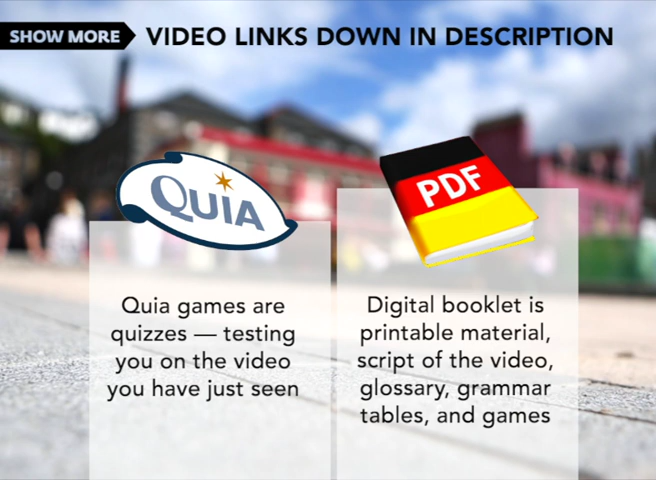 SHOW MORE VIDEO LINKS DOWN IN DESCRIPTION
QUIA
Quia games are
quizzes — testing
you on the video
you have just seen
PDF
Digital booklet is
printable material,
script of the video,
glossary, grammar
tables, and games